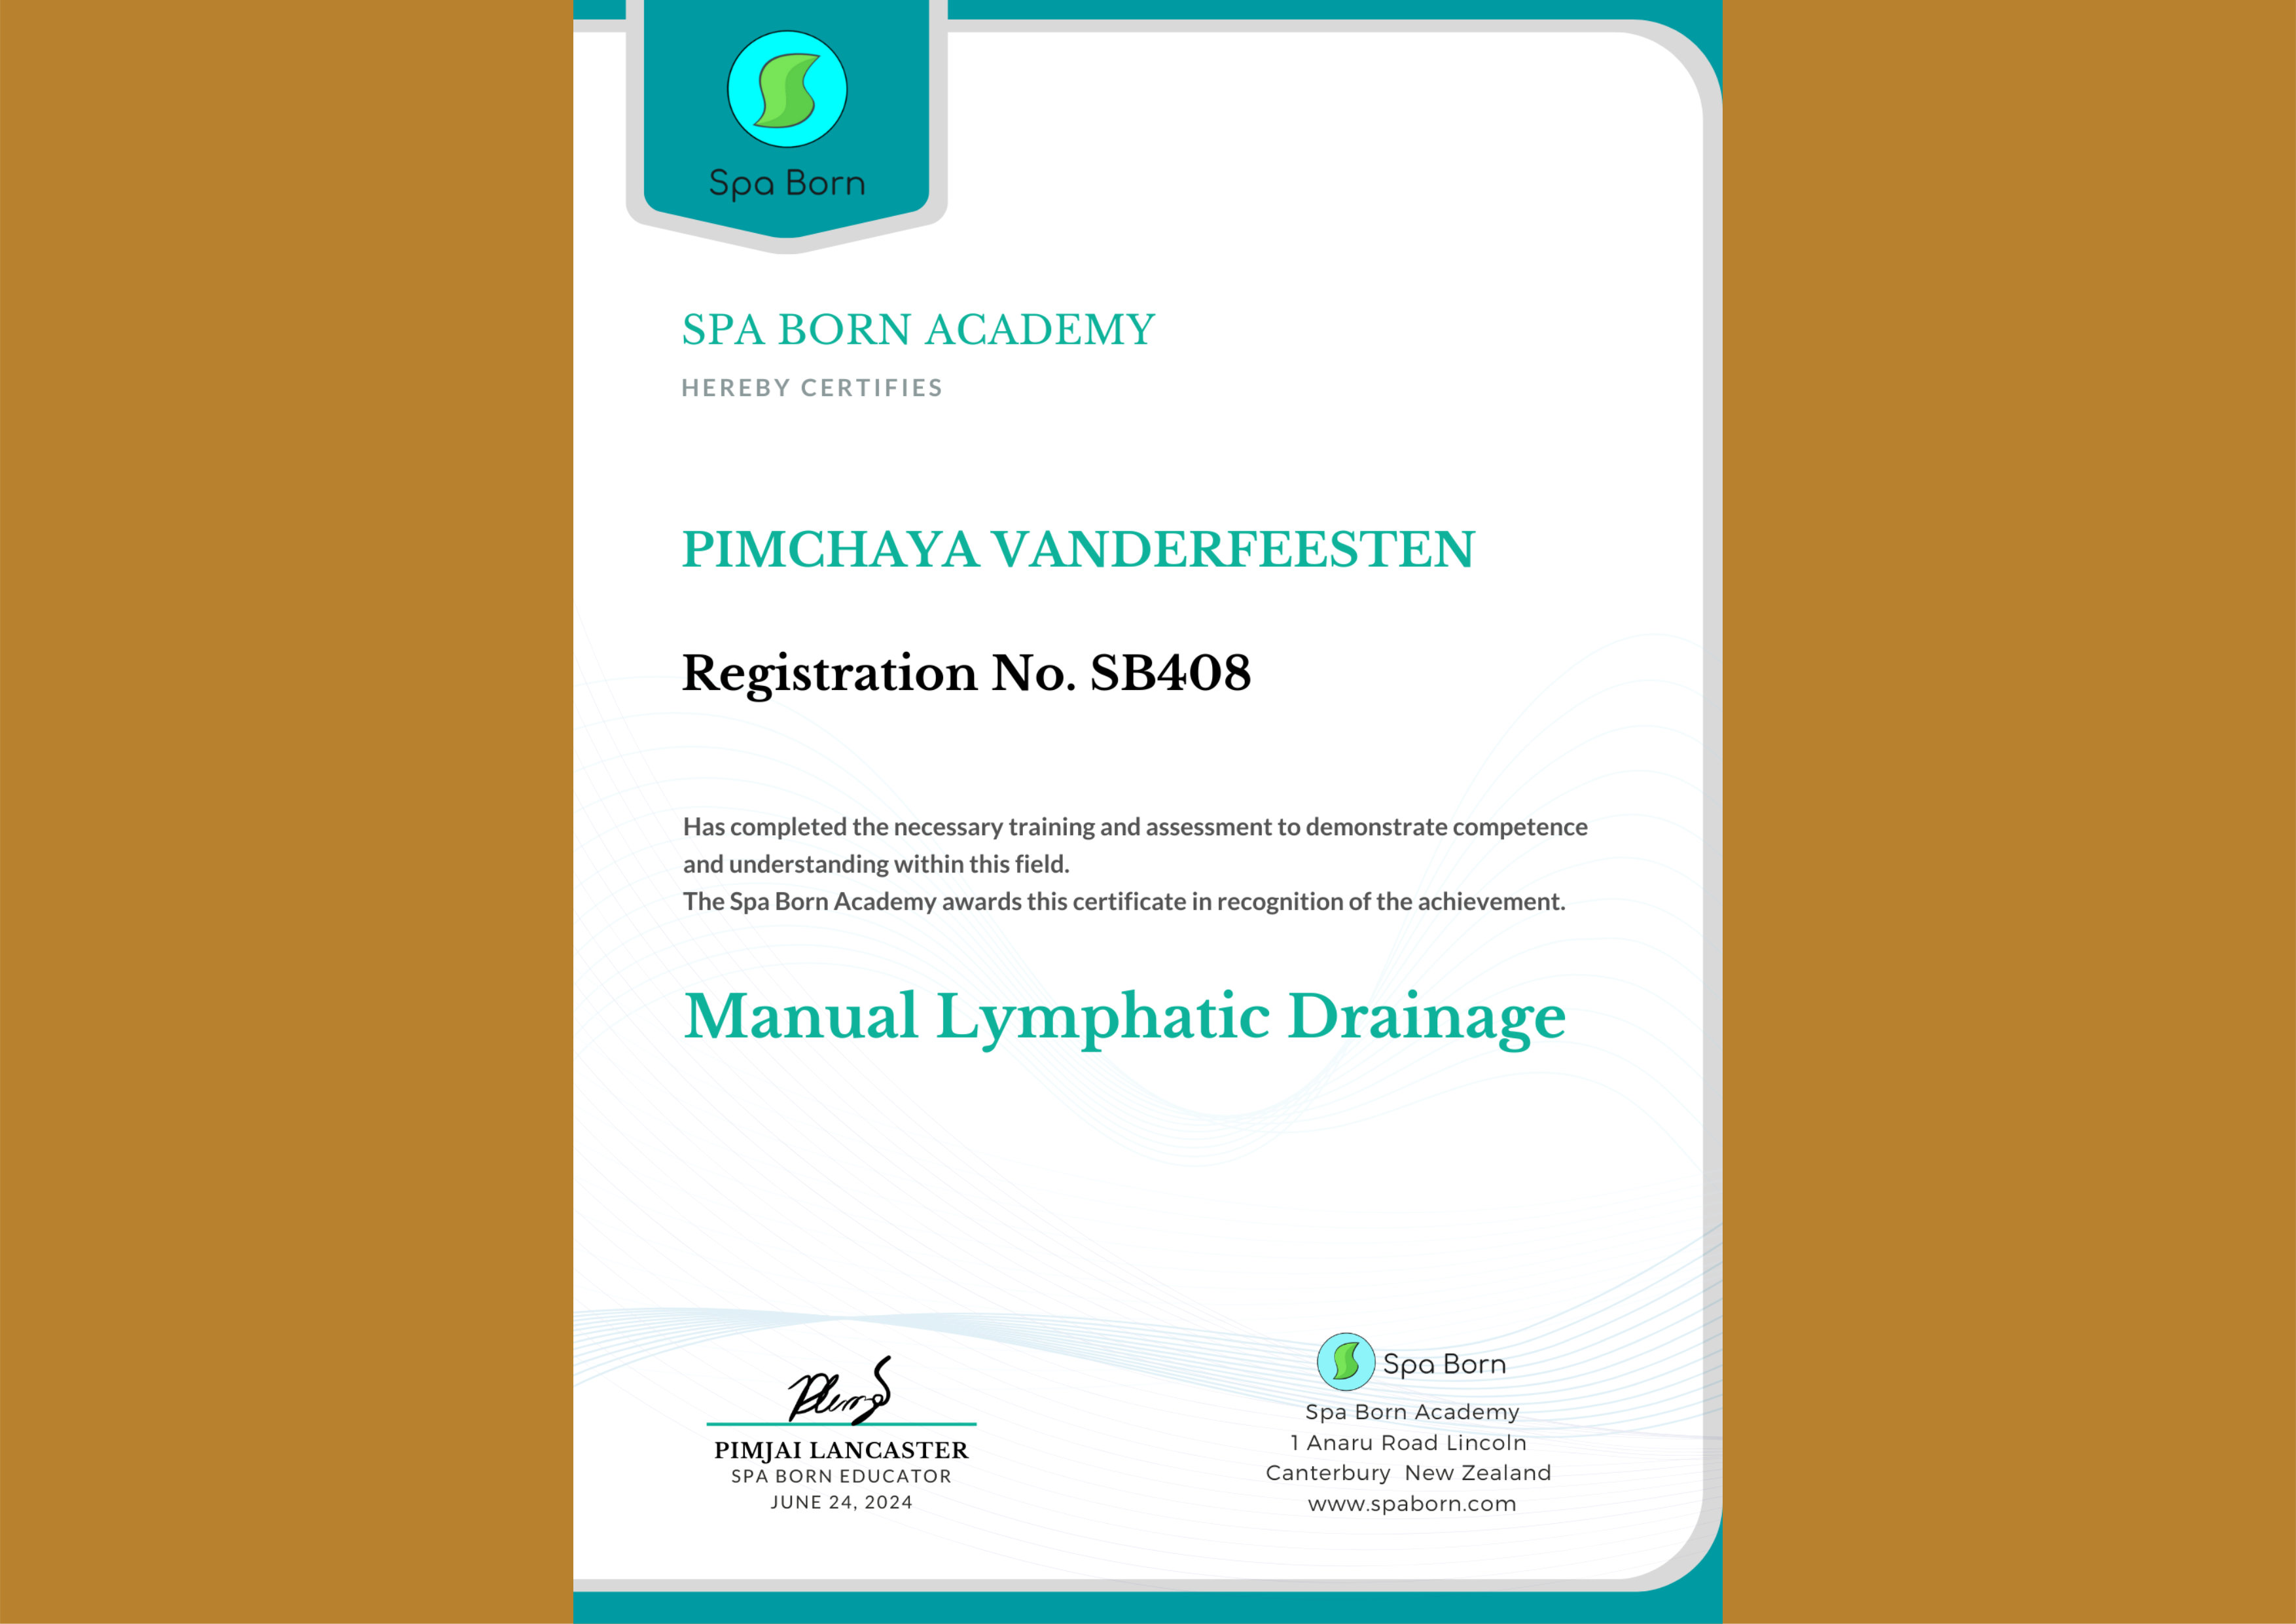 Spa Born
SPA BORN ACADEMY
HEREBY CERTIFIES
PIMCHAYA VANDERFEESTEN
Registration No. SB408
Has completed the necessary training and assessment to demonstrate competence
and understanding within this field.
The Spa Born Academy awards this certificate in recognition of the achievement.
Manual Lymphatic Drainage
PIMJAI LANCASTER
SPA BORN EDUCATOR
JUNE 24, 2024
Spa Born
Spa Born Academy
1 Anaru Road Lincoln
Canterbury New Zealand
www.spaborn.com